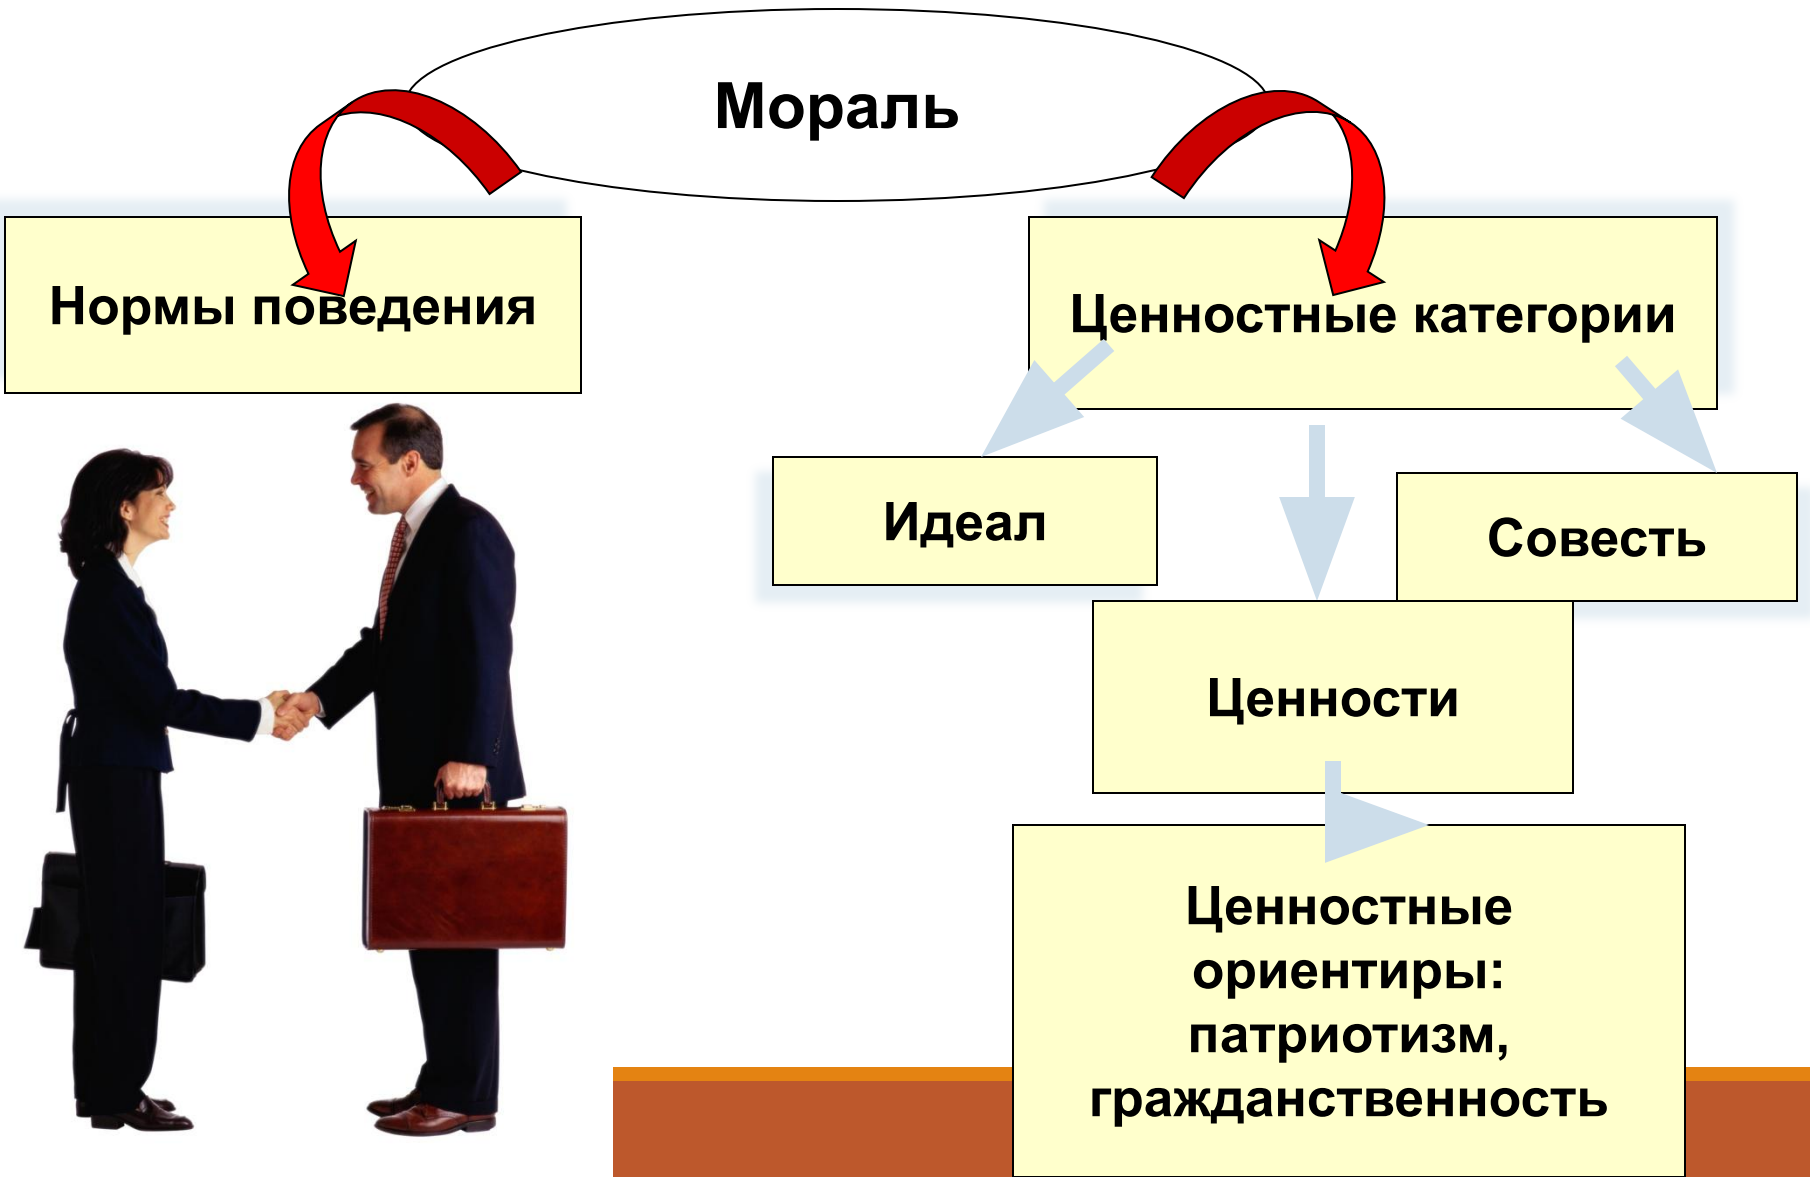 Мораль
Нормы поведения
Ценностные категории
Идеал
Совесть
Ценности
Ценностные
ориентиры:
патриотизм,
гражданственность